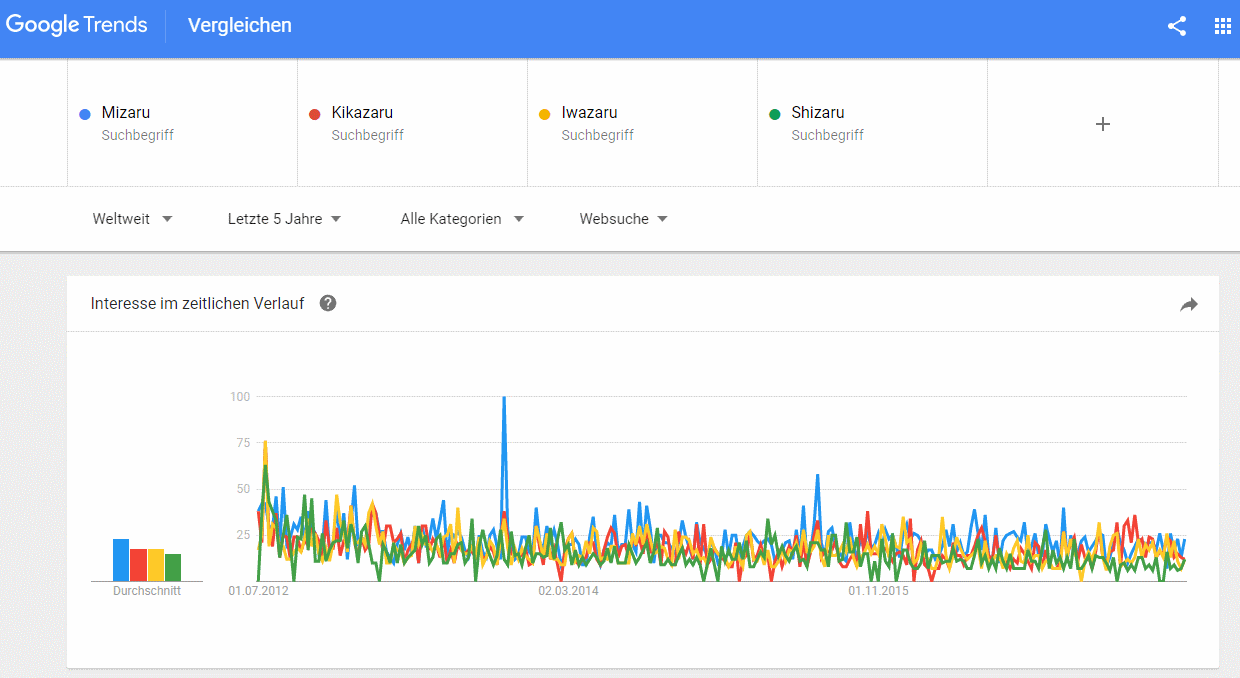 Google Trends Vergleichen
Mizaru Kikazaru Iwazaru Shizaru
Suchbegriff Suchbegriff Suchbegriff Suchbegriff
+
Weltweit Letzte 5 Jahre Alle Kategorien Websuche
Interesse im zeitlichen Verlauf ?
100
75
50
25
Durchschnitt 01.07.2012 02.03.2014 01.11.2015